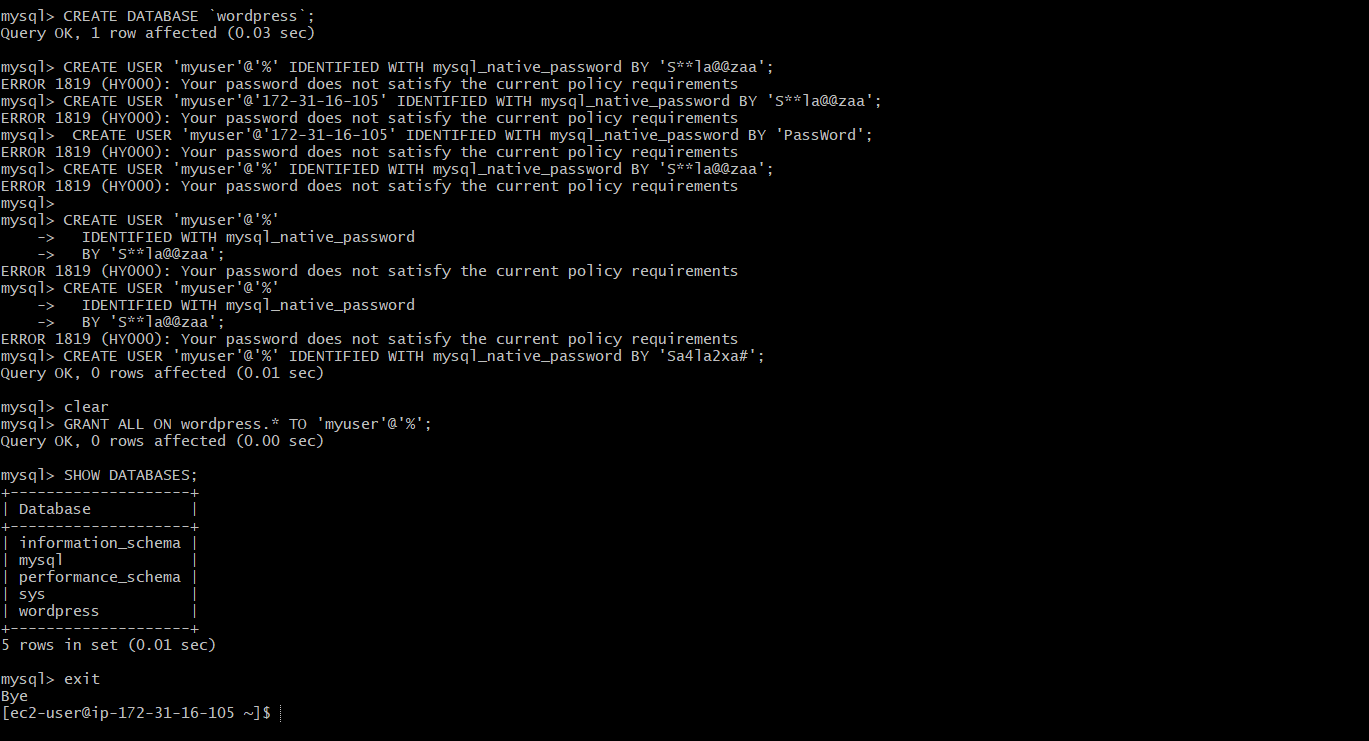 mysql> CREATE DATABASE `wordpress`;
Query OK, 1 row affected (0.03 sec)
mysql> CREATE USER 'myuser'@'%' IDENTIFIED WITH mysql_native_password BY 'S**la@@zaa';
ERROR 1819 (HY000): Your password does not satisfy the current policy requirements
mysql> CREATE USER 'myuser'@'172-31-16-105' IDENTIFIED WITH mysql_native_password BY 'S**la@@zaa';
ERROR 1819 (HY000): Your password does not satisfy the current policy requirements
mysql>  CREATE USER 'myuser'@'172-31-16-105' IDENTIFIED WITH mysql_native_password BY 'PassWord';
ERROR 1819 (HY000): Your password does not satisfy the current policy requirements
mysql> CREATE USER 'myuser'@'%' IDENTIFIED WITH mysql_native_password BY 'S**la@@zaa';
ERROR 1819 (HY000): Your password does not satisfy the current policy requirements
mysql>
mysql> CREATE USER 'myuser'@'%'
    ->   IDENTIFIED WITH mysql_native_password
    ->   BY 'S**la@@zaa';
ERROR 1819 (HY000): Your password does not satisfy the current policy requirements
mysql> CREATE USER 'myuser'@'%'
    ->   IDENTIFIED WITH mysql_native_password
    ->   BY 'S**la@@zaa';
ERROR 1819 (HY000): Your password does not satisfy the current policy requirements
mysql> CREATE USER 'myuser'@'%' IDENTIFIED WITH mysql_native_password BY 'Sa4la2xa#';
Query OK, 0 rows affected (0.01 sec)
mysql> clear
mysql> GRANT ALL ON wordpress.* TO 'myuser'@'%';
Query OK, 0 rows affected (0.00 sec)
mysql> SHOW DATABASES;
+--------------------+
| Database           |
+--------------------+
| information_schema |
| mysql              |
| performance_schema |
| sys                |
| wordpress          |
+--------------------+
5 rows in set (0.01 sec)
mysql> exit
Bye
[ec2-user@ip-172-31-16-105 ~]$